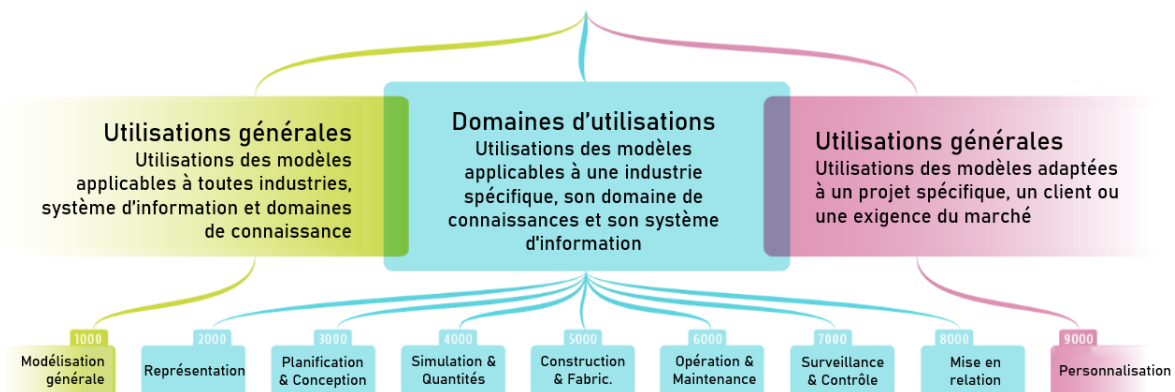 Utilisations générales
Utilisations des modèles
applicables à toutes industries,
système d'information et domaines
de connaissance
Domaines d'utilisations
Utilisations des modèles
applicables à une industrie
spécifique, son domaine de
connaissances et son système
d'information
Utilisations générales
Utilisations des modèles adaptées
à un projet spécifique, un client ou
une exigence du marché
1000
Modélisation
générale
2000
Représentation
3000
Planification
& Conception
4000
Simulation &
Quantités
5000
Construction
& Fabric.
6000
Opération &
Maintenance
7000
Surveillance
& Contrôle
8000
Mise en
relation
9000
Personnalisation